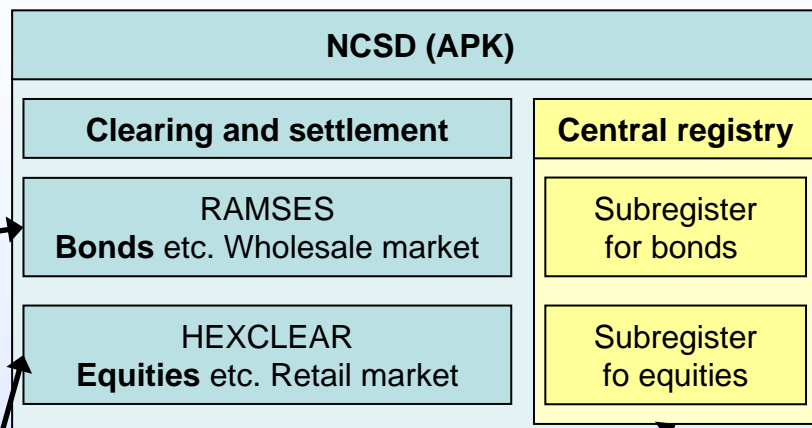 NCSD (APK)
Clearing and settlement
Central registry
RAMSES
Bonds etc. Wholesale market
Subregister
for bonds
HEXCLEAR
Equities etc. Retail market
Subregister
fo equities